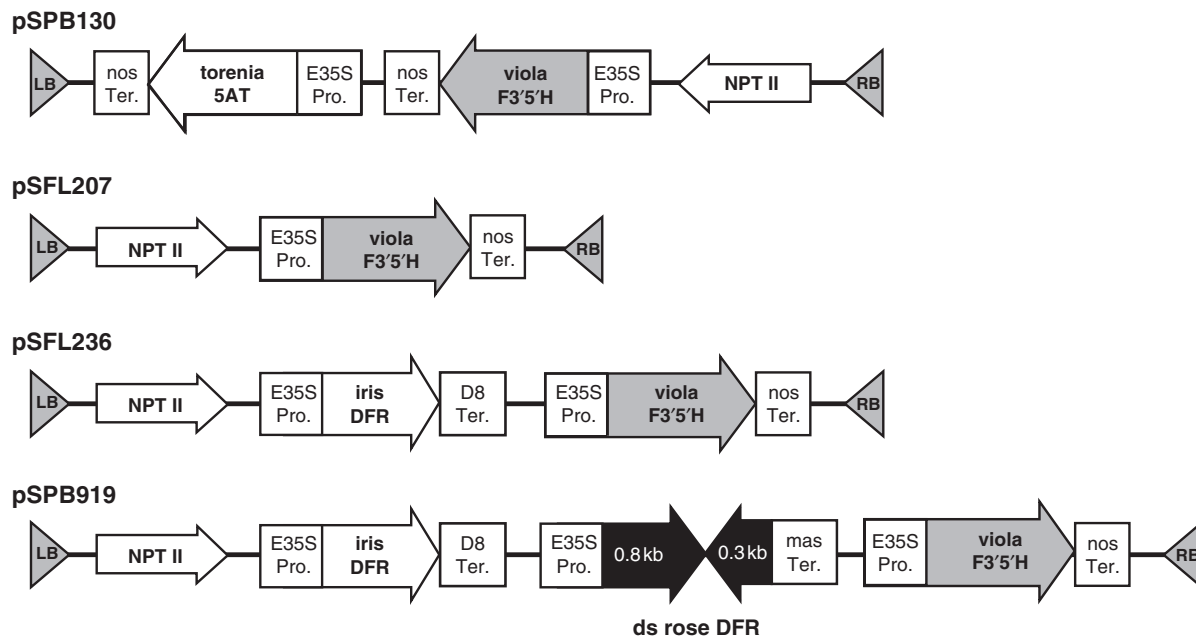 pSPB130
LB
nos
Ter.
torenia
5AT
E35S
Pro.
nos
Ter.
viola
F3′5′H
E35S
Pro.
NPT II
RB
pSFL207
LB
NPT II
E35S
Pro.
viola
F3′5′H
nos
Ter.
RB
pSFL236
LB
NPT II
E35S
Pro.
iris
DFR
D8
Ter.
E35S
Pro.
viola
F3′5′H
nos
Ter.
RB
pSPB919
LB
NPT II
E35S
Pro.
iris
DFR
D8
Ter.
E35S
Pro.
0.8 kb
0.3 kb
mas
Ter.
E35S
Pro.
viola
F3′5′H
nos
Ter.
RB
ds rose DFR